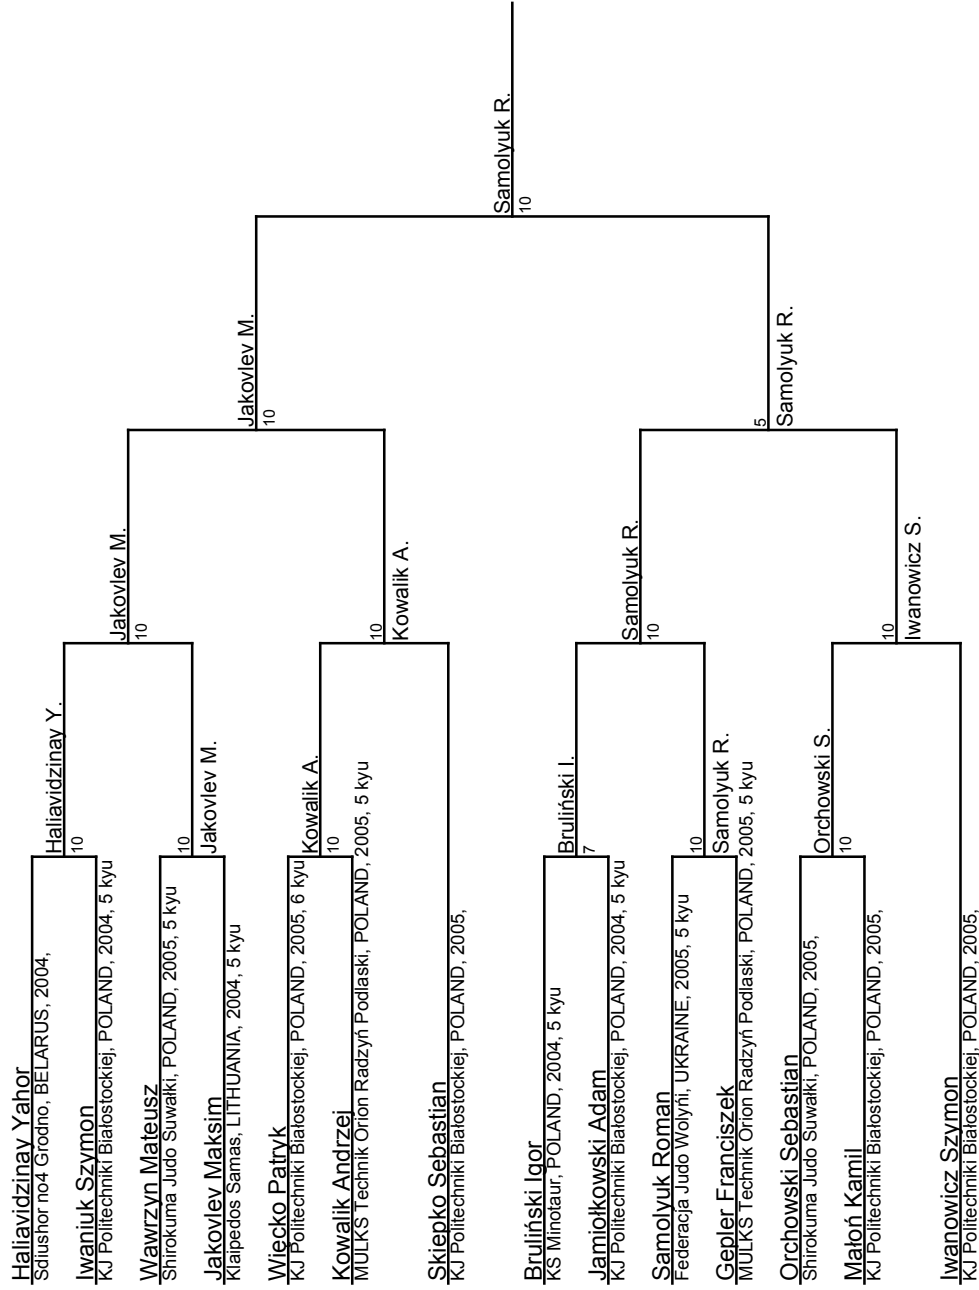 Haliavidzinay Yahor
Sdiushor no4 Grodno, BELARUS, 2004,
Iwaniuk Szymon
KJ Politechniki Białostockiej, POLAND, 2004, 5 kyu
Wawrzyn Mateusz
Shirokuma Judo Suwałki, POLAND, 2005, 5 kyu
Jakovlev Maksim
Klaipedos Samas, LITHUANIA, 2004, 5 kyu
Więcko Patryk
KJ Politechniki Białostockiej, POLAND, 2005, 6 kyu
Kowalik Andrzej
MULKS Technik Orion Radzyń Podlaski, POLAND, 2005, 5 kyu
Skiepko Sebastian
KJ Politechniki Białostockiej, POLAND, 2005,
Bruliński Igor
KS Minotaur, POLAND, 2004, 5 kyu
Jamiołkowski Adam
KJ Politechniki Białostockiej, POLAND, 2004, 5 kyu
Samolyuk Roman
Federacja Judo Wołyń, UKRAINE, 2005, 5 kyu
Gepler Franciszek
MULKS Technik Orion Radzyń Podlaski, POLAND, 2005, 5 kyu
Orchowski Sebastian
Shirokuma Judo Suwałki, POLAND, 2005,
Małoń Kamil
KJ Politechniki Białostockiej, POLAND, 2005,
Iwanowicz Szymon
KJ Politechniki Białostockiej, POLAND, 2005,
Haliavidzinay Y.
10
10
Jakovlev M.
Kowalik A.
10
Bruliński I.
7
10
Samolyuk R.
Orchowski S.
10
Jakovlev M.
10
10
Kowalik A.
Samolyuk R.
10
10
Iwanowicz S.
Jakovlev M.
10
5
Samolyuk R.
Samolyuk R.
10